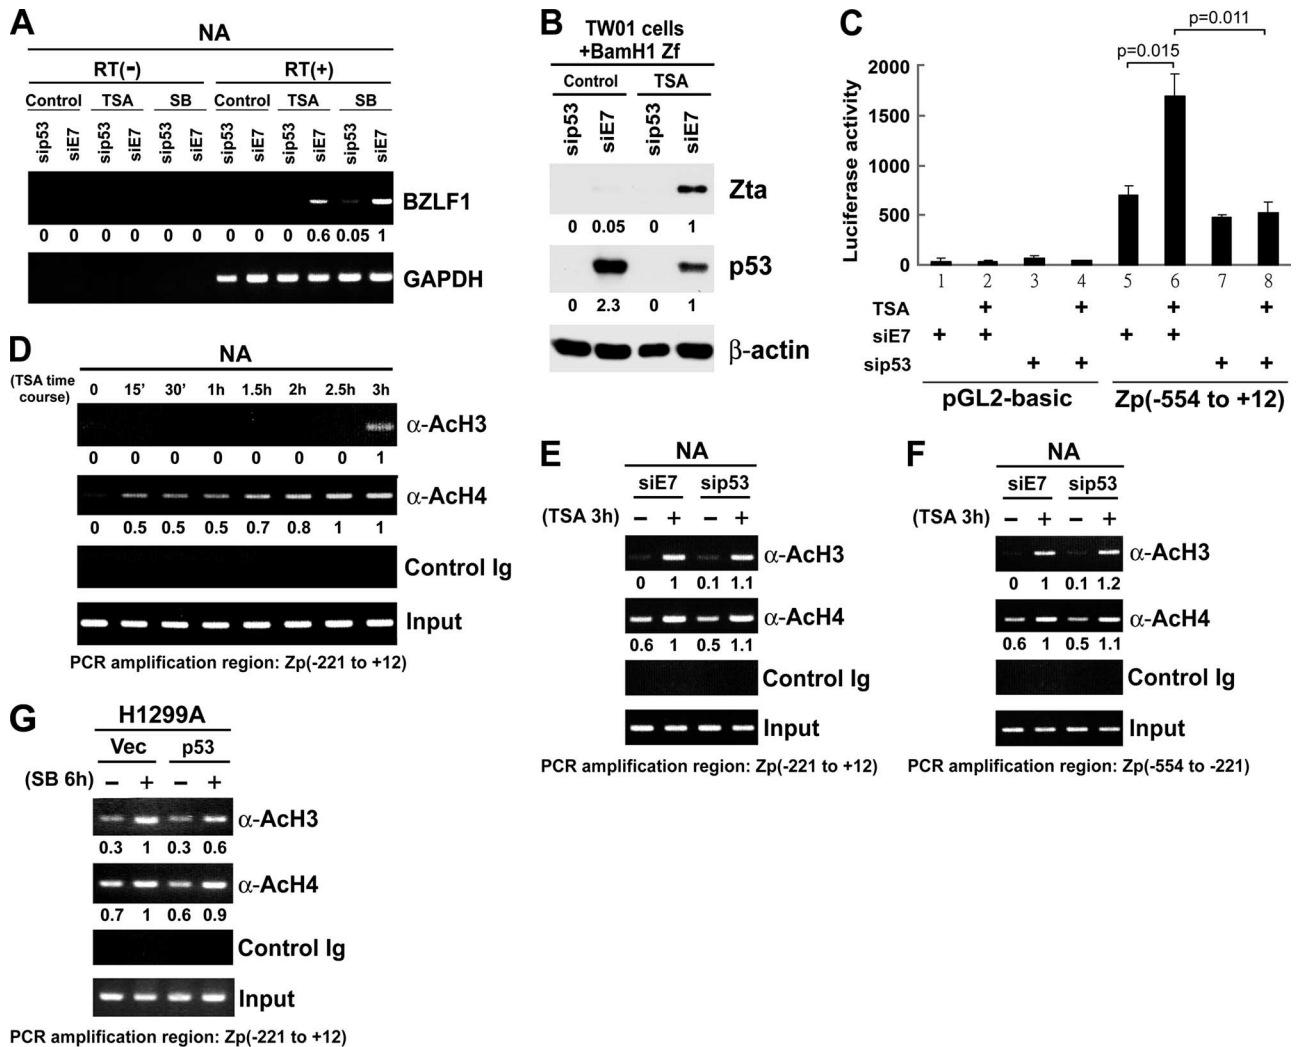 A
NA
RT(-) RT(+)
Control TSA SB Control TSA SB
sip53 siE7 sip53 siE7 sip53 siE7 sip53 siE7 sip53 siE7 sip53 siE7
BZLF1
0 0 0 0 0 0 0 0 0 0.6 0.05 1
GAPDH
B
TW01 cells
+BamH1 Zf
Control TSA
sip53 siE7 sip53 siE7
Zta
0 0.05 0 1
p53
0 2.3 0 1
β-actin
C
p=0.011
p=0.015
Luciferase activity
2000
1500
1000
500
0
1 2 3 4 5 6 7 8
TSA + + + +
siE7 + + + +
sip53 + + + +
pGL2-basic Zp(-554 to +12)
D
NA
(TSA time
course) 0 15’ 30’ 1h 1.5h 2h 2.5h 3h
α-AcH3
0 0 0 0 0 0 0 1
α-AcH4
0 0.5 0.5 0.5 0.7 0.8 1 1
Control Ig
Input
PCR amplification region: Zp(-221 to +12)
E
NA
siE7 sip53
(TSA 3h) − + − +
α-AcH3
0 1 0.1 1.1
α-AcH4
0.6 1 0.5 1.1
Control Ig
Input
PCR amplification region: Zp(-221 to +12)
F
NA
siE7 sip53
(TSA 3h) − + − +
α-AcH3
0 1 0.1 1.2
α-AcH4
0.6 1 0.5 1.1
Control Ig
Input
PCR amplification region: Zp(-554 to -221)
G
H1299A
Vec p53
(SB 6h) − + − +
α-AcH3
0.3 1 0.3 0.6
α-AcH4
0.7 1 0.6 0.9
Control Ig
Input
PCR amplification region: Zp(-221 to +12)